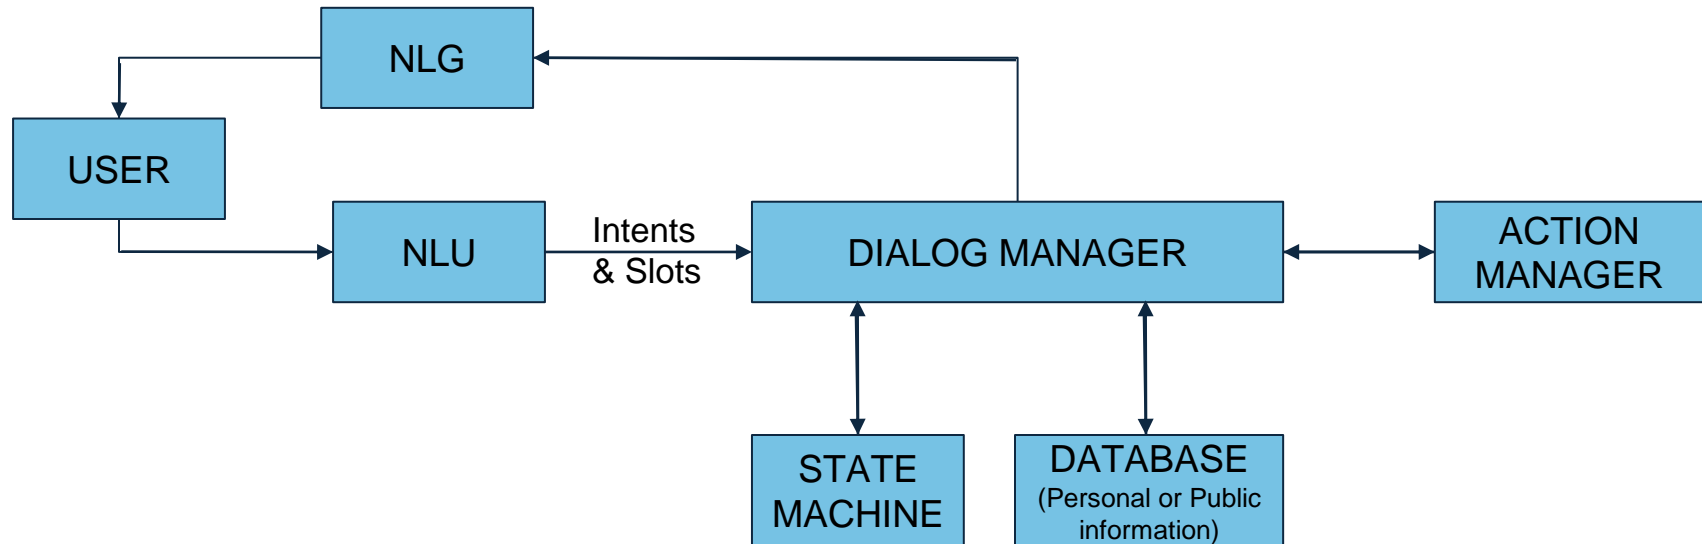 NLG
USER
NLU
Intents
& Slots
DIALOG MANAGER
ACTION
MANAGER
STATE
MACHINE
DATABASE
(Personal or Public
information)